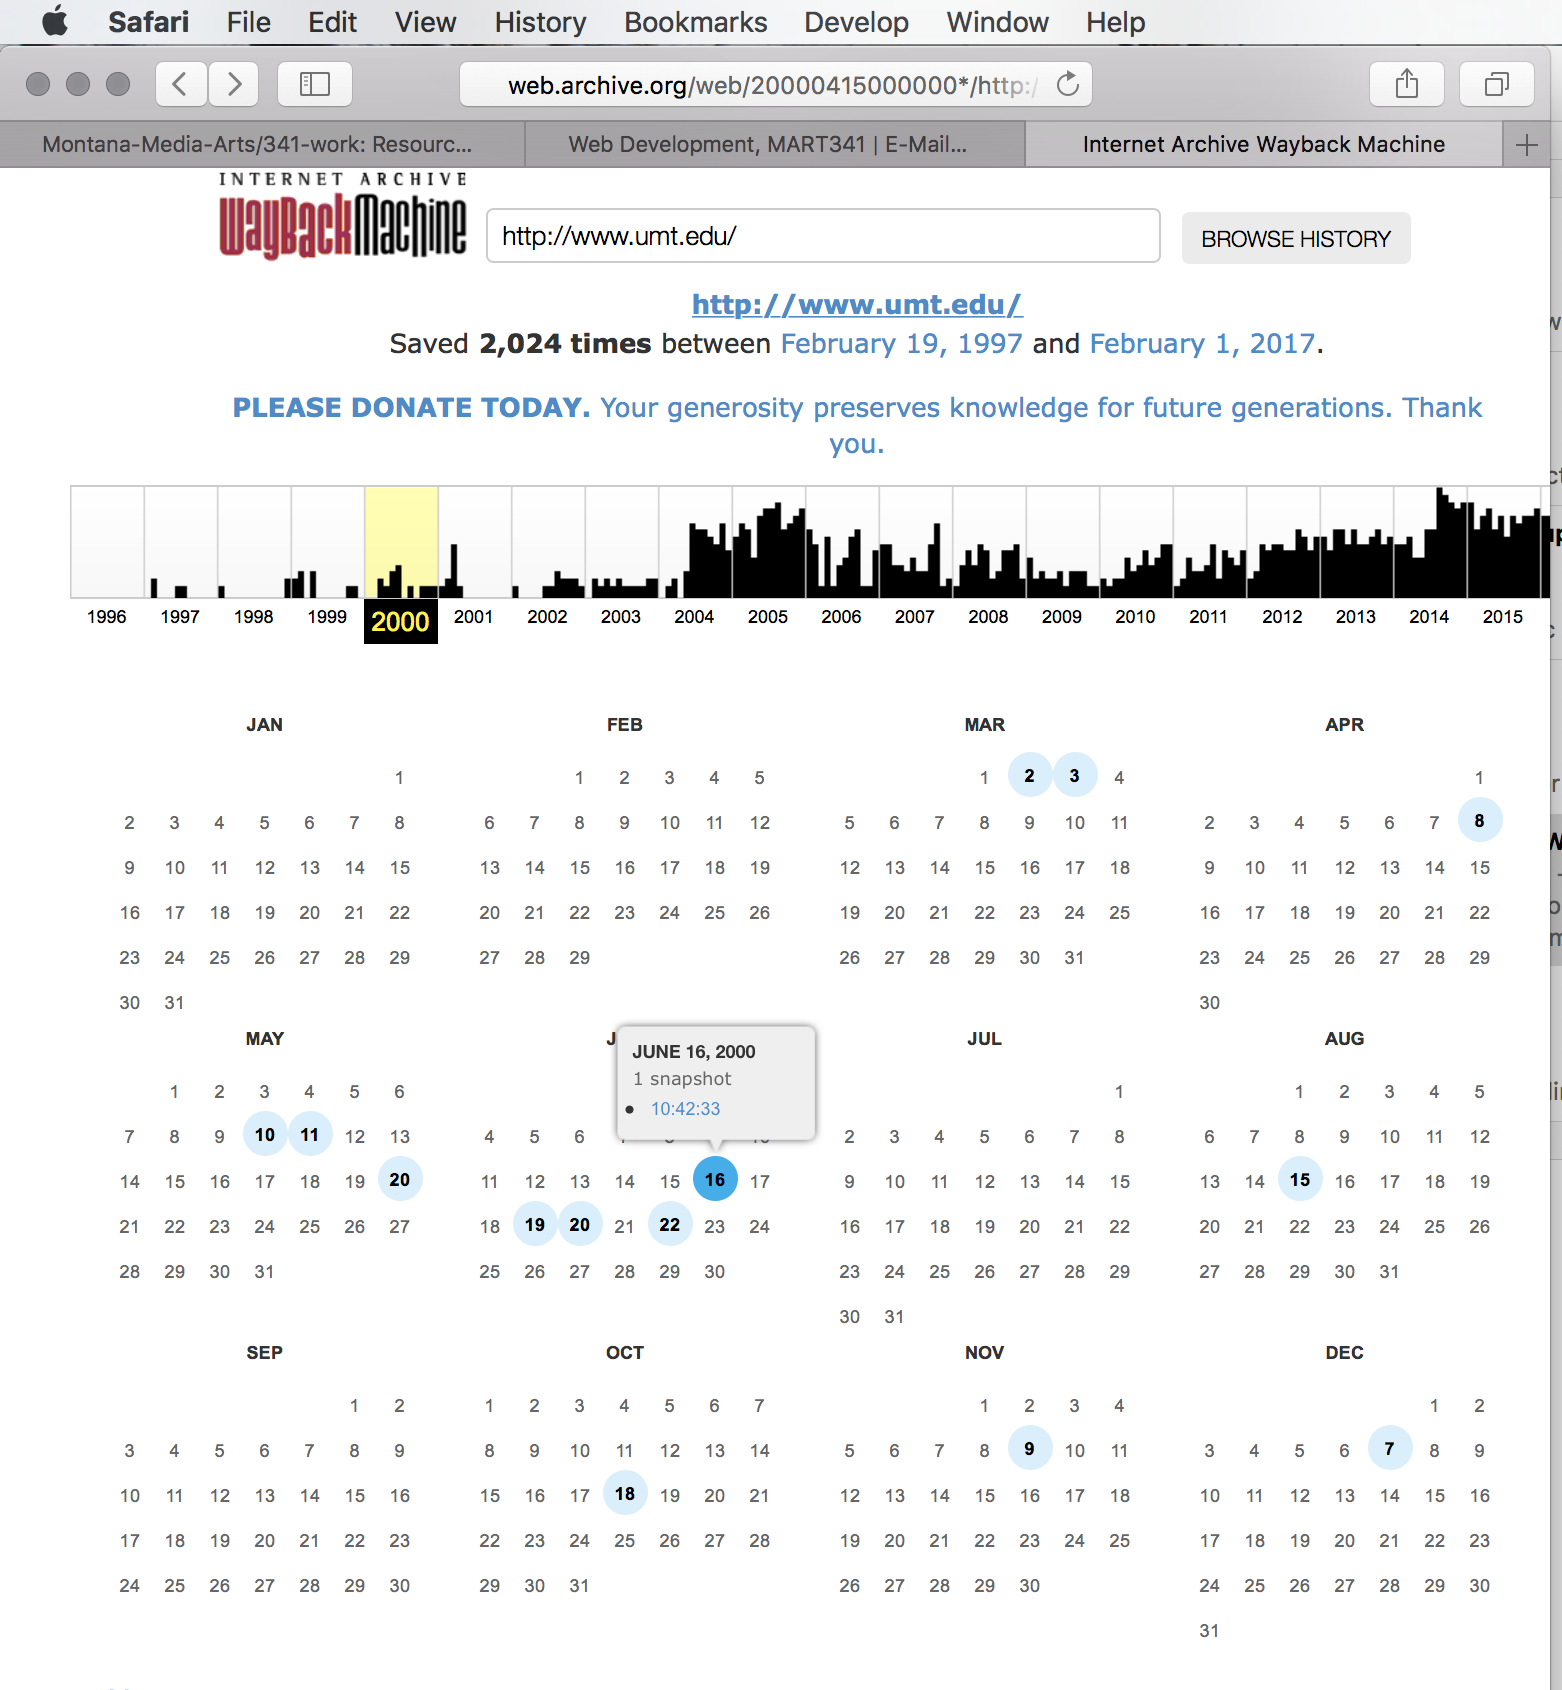 Safari File Edit View History Bookmarks Develop Window Help
web.archive.org/web/20000415000000*/http:/
Montana-Media-Arts/341-work: Resourc... Web Development, MART341 | E-Mail... Internet Archive Wayback Machine
INTERNET ARCHIVE
WayBackMachine
http://www.umt.edu/
BROWSE HISTORY
http://www.umt.edu/
Saved 2,024 times between February 19, 1997 and February 1, 2017.
PLEASE DONATE TODAY. Your generosity preserves knowledge for future generations. Thank
you.
1996 1997 1998 1999 2000 2001 2002 2003 2004 2005 2006 2007 2008 2009 2010 2011 2012 2013 2014 2015
JAN FEB MAR APR
1 1 2 3 4 5 1 2 3 4 1
2 3 4 5 6 7 8 6 7 8 9 10 11 12 5 6 7 8 9 10 11 2 3 4 5 6 7 8
9 10 11 12 13 14 15 13 14 15 16 17 18 19 12 13 14 15 16 17 18 9 10 11 12 13 14 15
16 17 18 19 20 21 22 20 21 22 23 24 25 26 19 20 21 22 23 24 25 16 17 18 19 20 21 22
23 24 25 26 27 28 29 27 28 29 26 27 28 29 30 31 23 24 25 26 27 28 29
30 31 30
MAY JUL AUG
JUNE 16, 2000
1 snapshot
10:42:33
1 2 3 4 5 6 1 1 2 3 4 5
7 8 9 10 11 12 13 4 5 6 2 3 4 5 6 7 8 6 7 8 9 10 11 12
14 15 16 17 18 19 20 11 12 13 14 15 16 17 9 10 11 12 13 14 15 13 14 15 16 17 18 19
21 22 23 24 25 26 27 18 19 20 21 22 23 24 16 17 18 19 20 21 22 20 21 22 23 24 25 26
28 29 30 31 25 26 27 28 29 30 23 24 25 26 27 28 29 27 28 29 30 31
30 31
SEP OCT NOV DEC
1 2 1 2 3 4 5 6 7 1 2 3 4 1 2
3 4 5 6 7 8 9 8 9 10 11 12 13 14 5 6 7 8 9 10 11 3 4 5 6 7 8 9
10 11 12 13 14 15 16 15 16 17 18 19 20 21 12 13 14 15 16 17 18 10 11 12 13 14 15 16
17 18 19 20 21 22 23 22 23 24 25 26 27 28 19 20 21 22 23 24 25 17 18 19 20 21 22 23
24 25 26 27 28 29 30 29 30 31 26 27 28 29 30 24 25 26 27 28 29 30
31